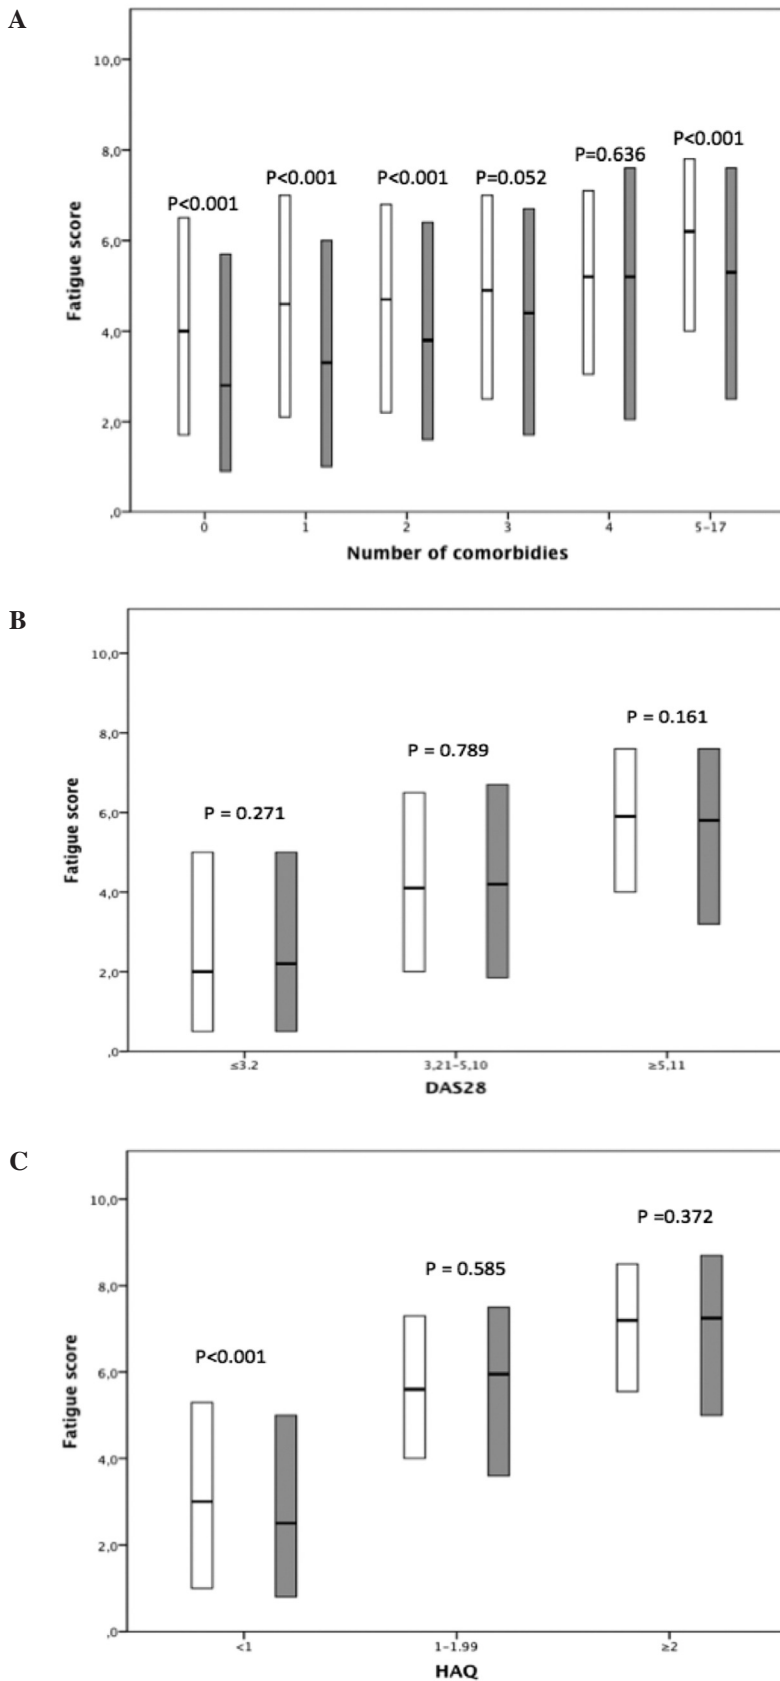 A
10,0
8,0
6,0
4,0
2,0
,0
Fatigue score
P<0.001
P<0.001
P<0.001
P=0.052
P=0.636
P<0.001
0
1
2
3
4
5-17
Number of comorbidies
B
10,0
8,0
6,0
4,0
2,0
,0
Fatigue score
P = 0.271
P = 0.789
P = 0.161
≤3.2
3,21-5,10
≥5,11
DAS28
C
10,0
8,0
6,0
4,0
2,0
,0
Fatigue score
P<0.001
P = 0.585
P =0.372
<1
1-1.99
≥2
HAQ